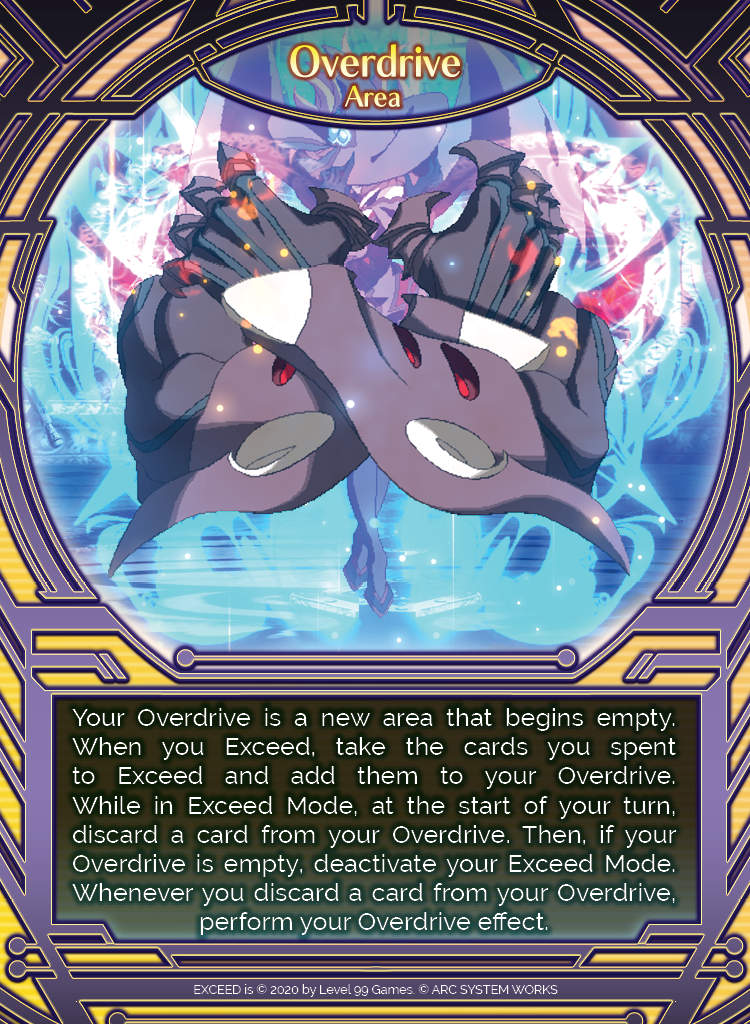 Overdrive
Area
Your Overdrive is a new area that begins empty.
When you Exceed, take the cards you spent
to Exceed and add them to your Overdrive.
While in Exceed Mode, at the start of your turn,
discard a card from your Overdrive. Then, if your
Overdrive is empty, deactivate your Exceed Mode.
Whenever you discard a card from your Overdrive,
perform your Overdrive effect.
EXCEED is © 2020 by Level 99 Games. © ARC SYSTEM WORKS